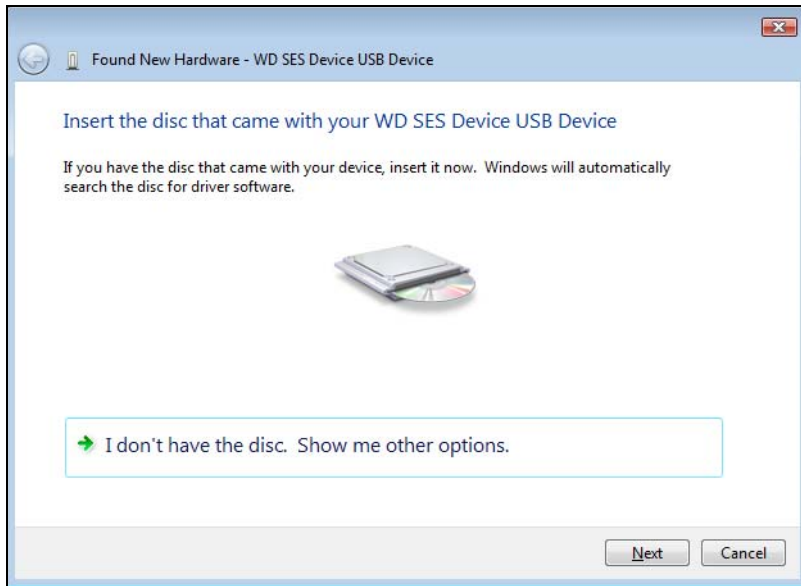 Found New Hardware - WD SES Device USB Device
Insert the disc that came with your WD SES Device USB Device
If you have the disc that came with your device, insert it now.  Windows will automatically
search the disc for driver software.
I don't have the disc.  Show me other options.
Next
Cancel